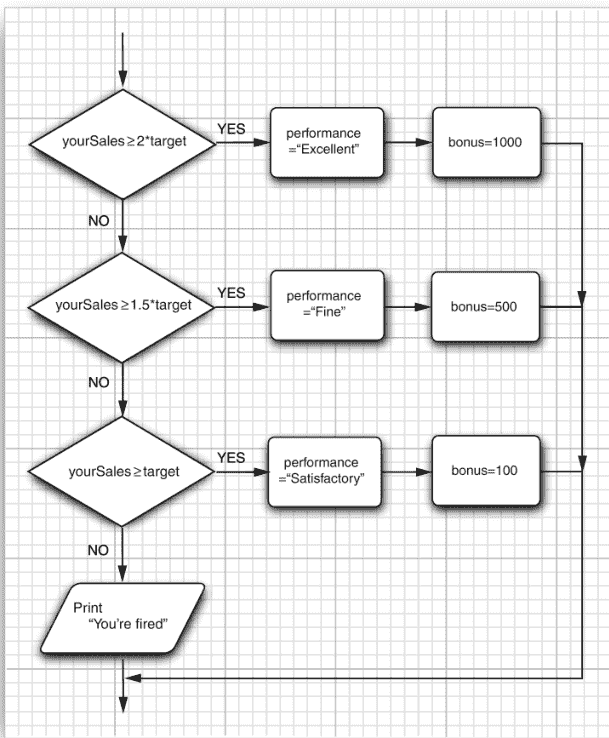 yourSales≥2*target
YES
performance
=“Excellent”
bonus=1000
NO
yourSales≥1.5*target
YES
performance
=“Fine”
bonus=500
NO
yourSales≥target
YES
performance
=“Satisfactory”
bonus=100
NO
Print
“You’re fired”